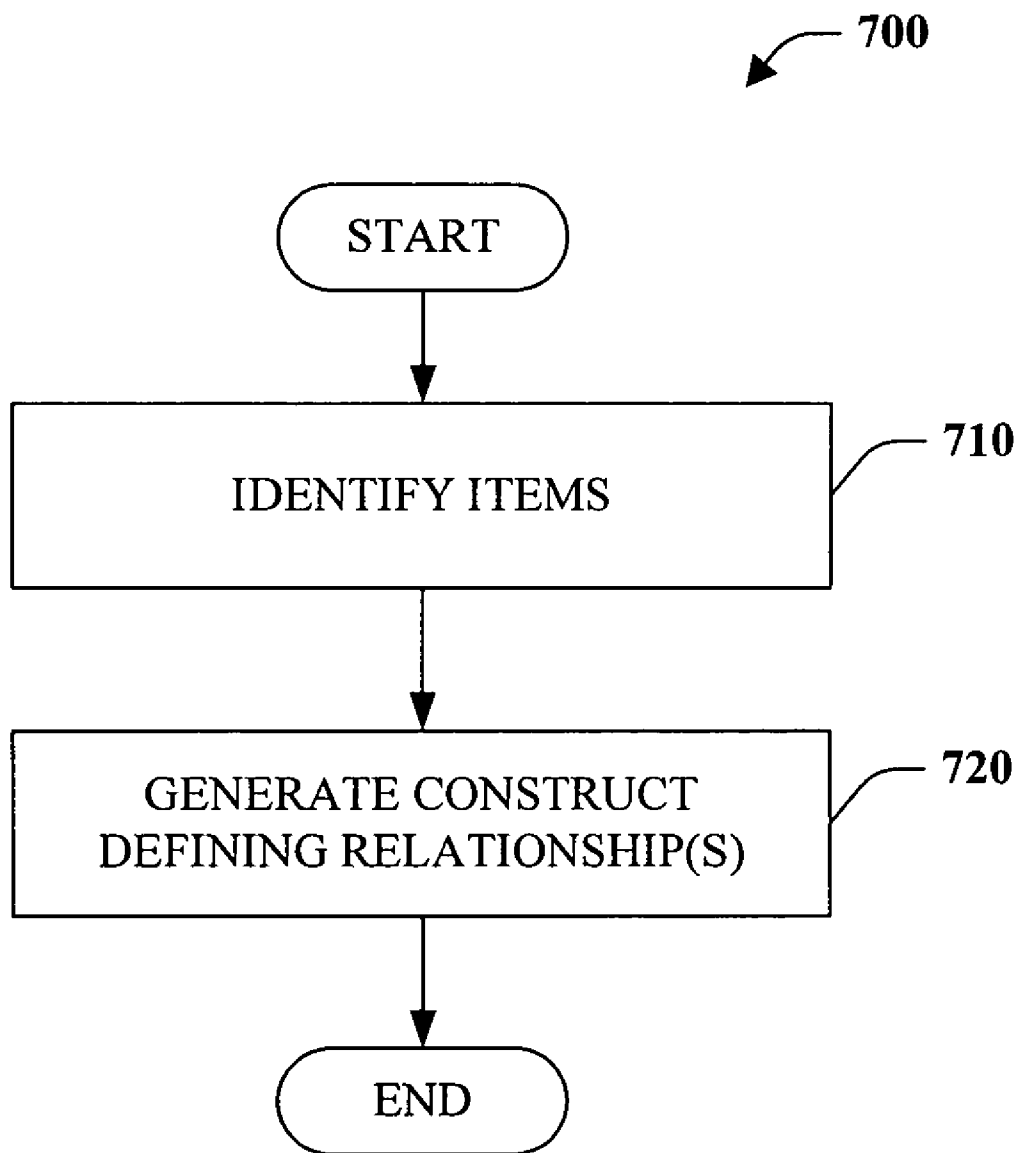 700
START
IDENTIFY ITEMS
710
GENERATE CONSTRUCT
DEFINING RELATIONSHIP(S)
720
END